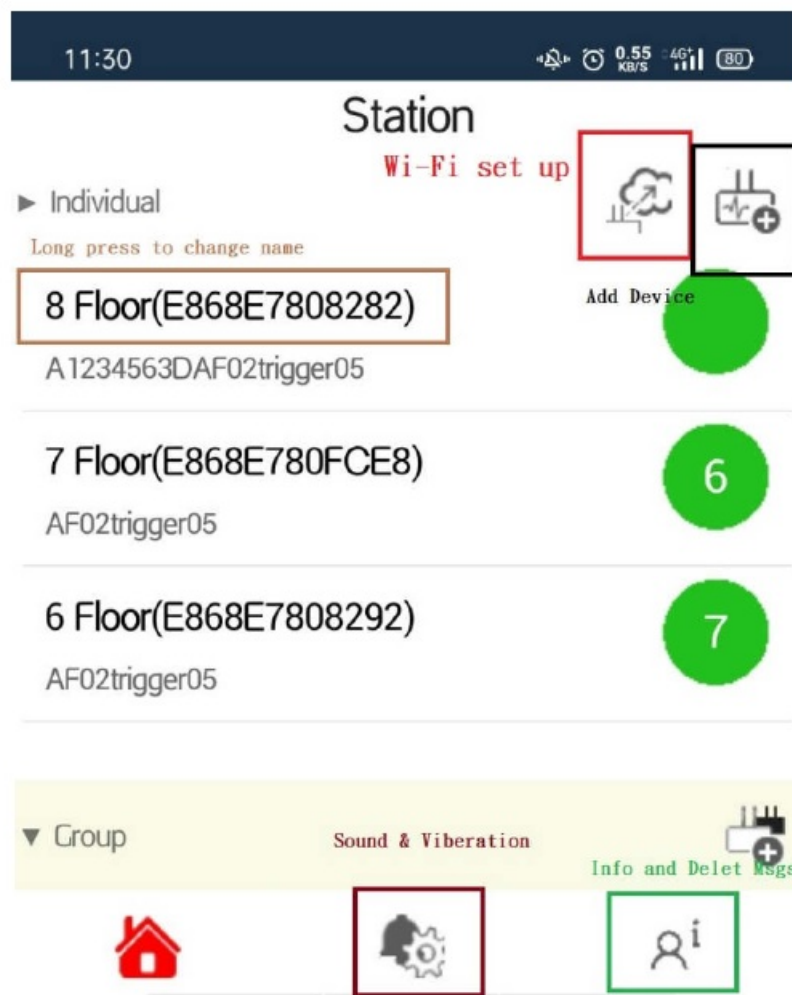 11:30 0.55 KB/S 4G+ 80
Station
Wi-Fi set up
► Individual
Long press to change name
8 Floor(E868E7808282)
Add Device
A1234563DAF02trigger05
7 Floor(E868E780FCE8)
6
AF02trigger05
6 Floor(E868E7808292)
7
AF02trigger05
▼ Group
Sound & Viberation
Info and Delet Msgs
i